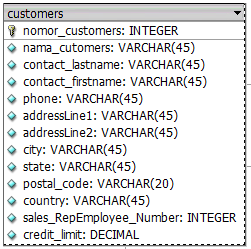 customers
nomor_customers: INTEGER
nama_cutomers: VARCHAR(45)
contact_lastname: VARCHAR(45)
contact_firstname: VARCHAR(45)
phone: VARCHAR(45)
addressLine1: VARCHAR(45)
addressLine2: VARCHAR(45)
city: VARCHAR(45)
state: VARCHAR(45)
postal_code: VARCHAR(20)
country: VARCHAR(45)
sales_RepEmployee_Number: INTEGER
credit_limit: DECIMAL